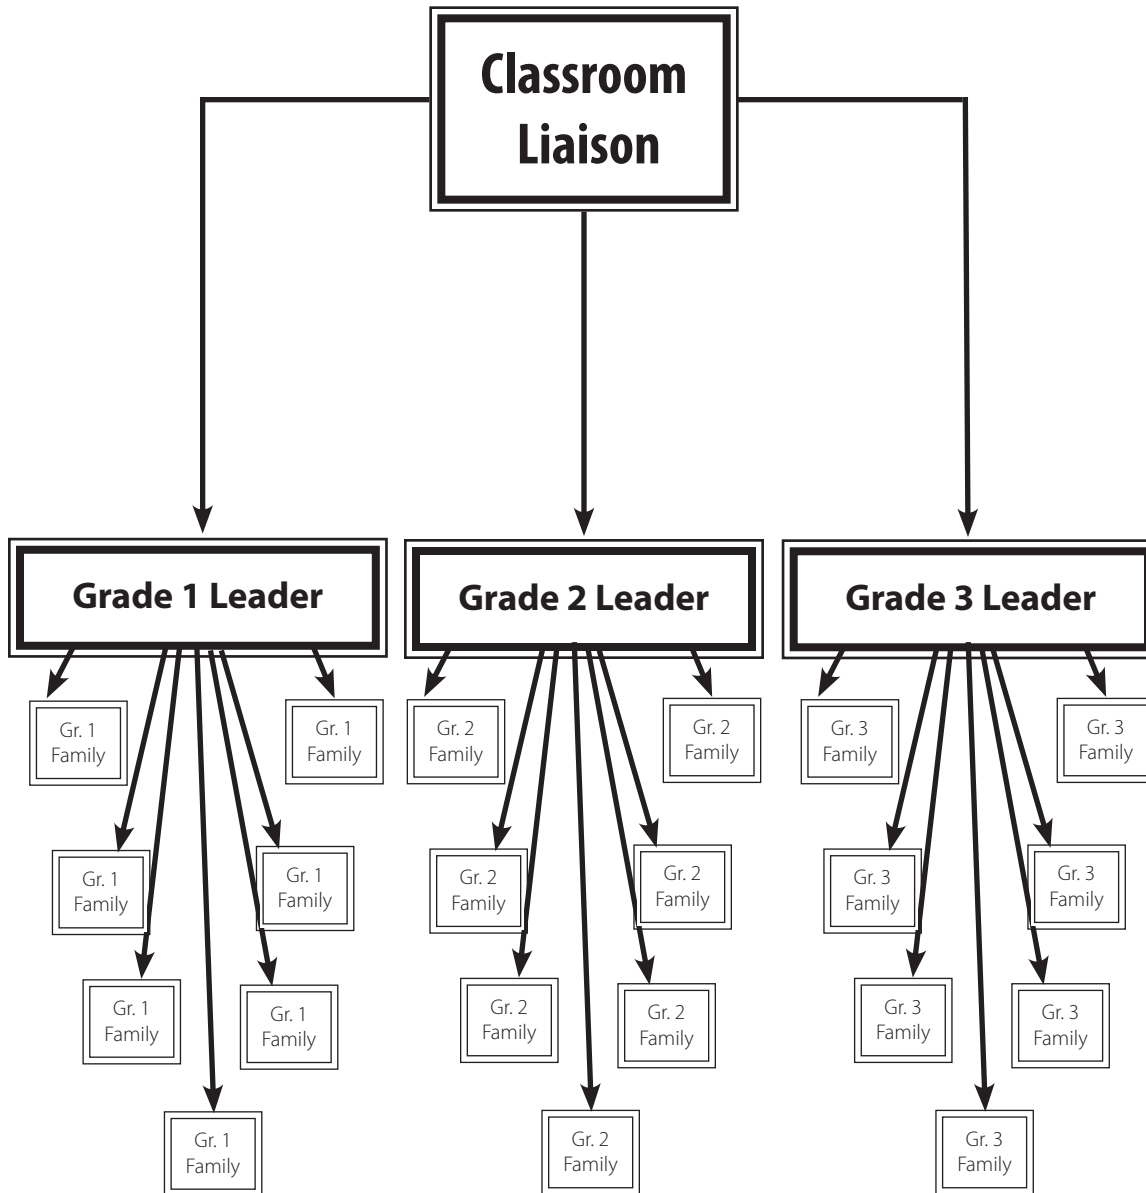 Classroom
Liaison
Grade 1 Leader
Grade 2 Leader
Grade 3 Leader
Gr. 1
Family
Gr. 1
Family
Gr. 2
Family
Gr. 2
Family
Gr. 3
Family
Gr. 3
Family
Gr. 1
Family
Gr. 1
Family
Gr. 2
Family
Gr. 2
Family
Gr. 3
Family
Gr. 3
Family
Gr. 1
Family
Gr. 1
Family
Gr. 2
Family
Gr. 2
Family
Gr. 3
Family
Gr. 3
Family
Gr. 1
Family
Gr. 2
Family
Gr. 3
Family